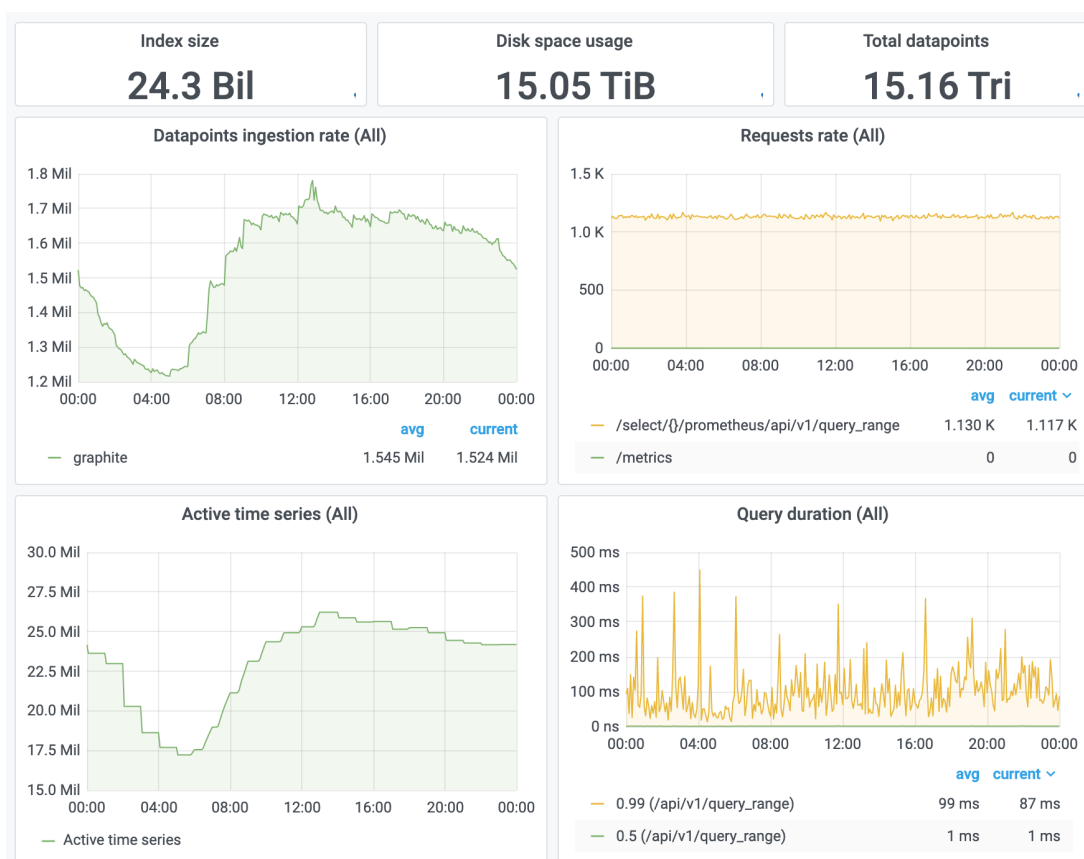 Index size
24.3 Bil
Disk space usage
15.05 TiB
Total datapoints
15.16 Tri
Datapoints ingestion rate (All)
1.8 Mil
1.7 Mil
1.6 Mil
1.5 Mil
1.4 Mil
1.3 Mil
1.2 Mil
00:00 04:00 08:00 12:00 16:00 20:00 00:00
avg current
graphite 1.545 Mil 1.524 Mil
Requests rate (All)
1.5 K
1.0 K
500
0
00:00 04:00 08:00 12:00 16:00 20:00 00:00
avg current
/select/{}/prometheus/api/v1/query_range 1.130 K 1.117 K
/metrics 0 0
Active time series (All)
30.0 Mil
27.5 Mil
25.0 Mil
22.5 Mil
20.0 Mil
17.5 Mil
15.0 Mil
00:00 04:00 08:00 12:00 16:00 20:00 00:00
Active time series
Query duration (All)
500 ms
400 ms
300 ms
200 ms
100 ms
0 ns
00:00 04:00 08:00 12:00 16:00 20:00 00:00
avg current
0.99 (/api/v1/query_range) 99 ms 87 ms
0.5 (/api/v1/query_range) 1 ms 1 ms